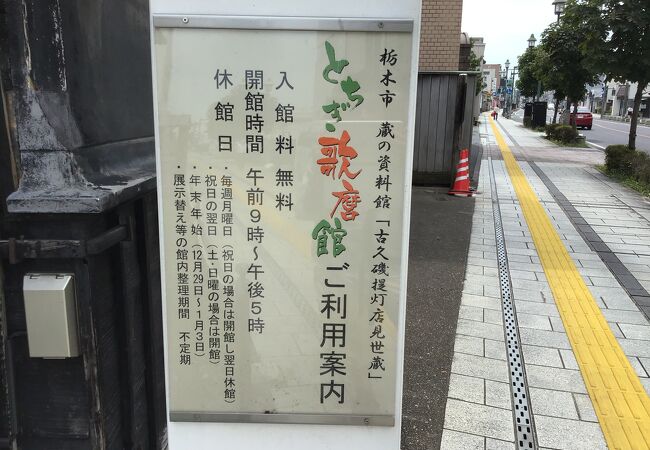 栃木市 蔵の資料館「古久磯提灯店見世蔵」
とちぎ歌麿館ご利用案内
入館料 無料
開館時間 午前9時～午後5時
休館日
・毎週月曜日（祝日の場合は開館し翌日休館）
・祝日の翌日（土・日曜の場合は開館）
・年末年始（12月29日～1月3日）
・展示替え等の館内整理期間 不定期